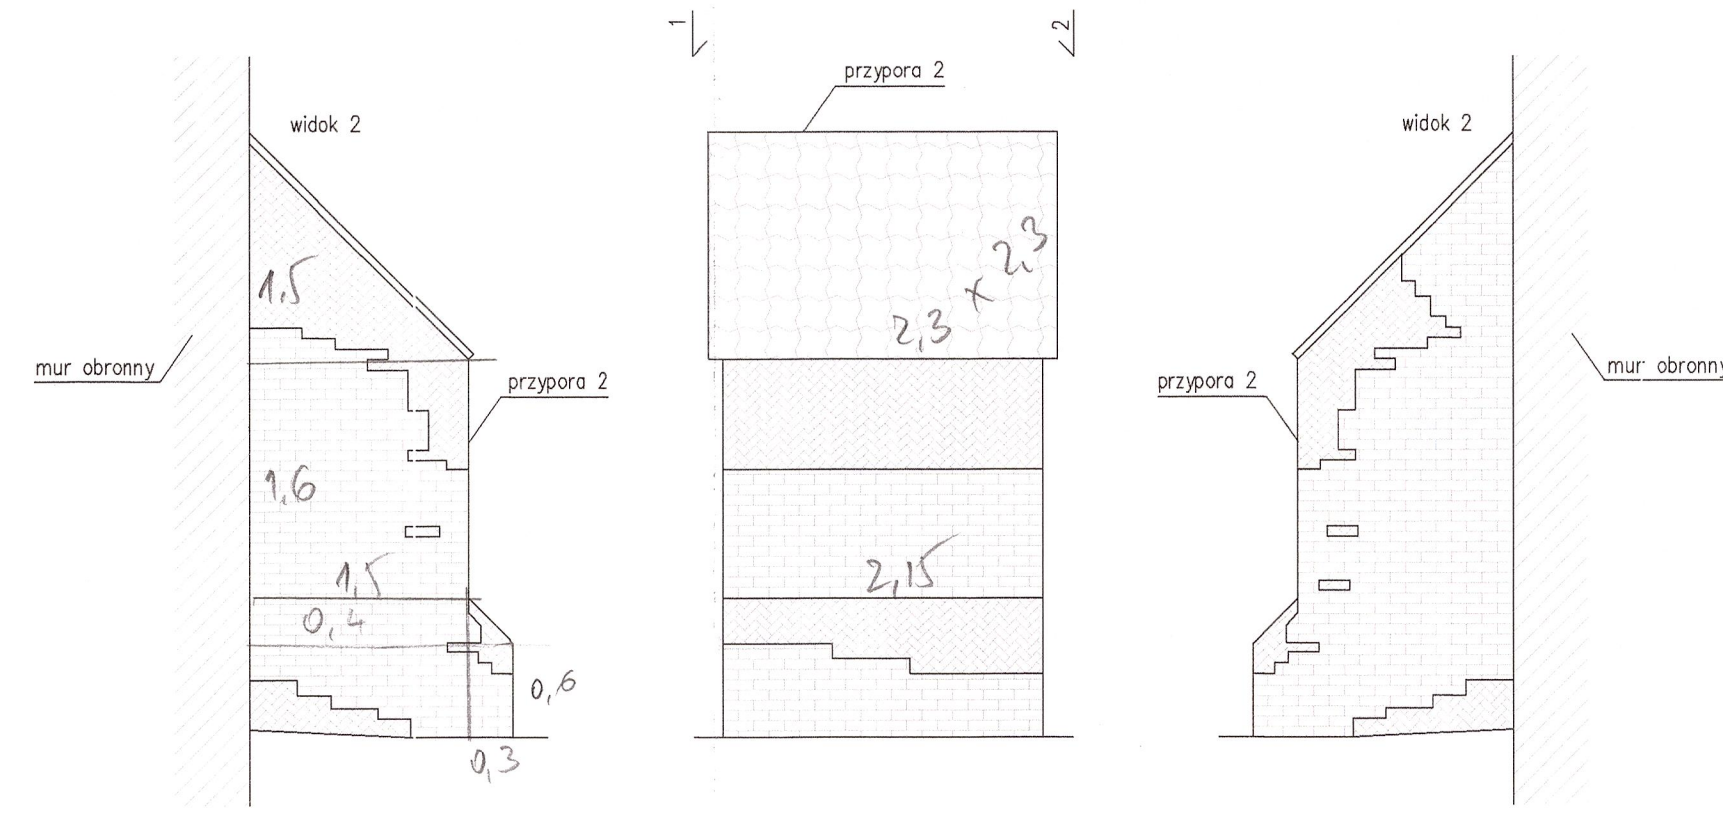 1
2
przypora 2
widok 2
widok 2
2,3 x 2,3
1,5
mur obronny
przypora 2
przypora 2
mur obronny
1,6
1,5
2,15
0,4
0,6
0,3